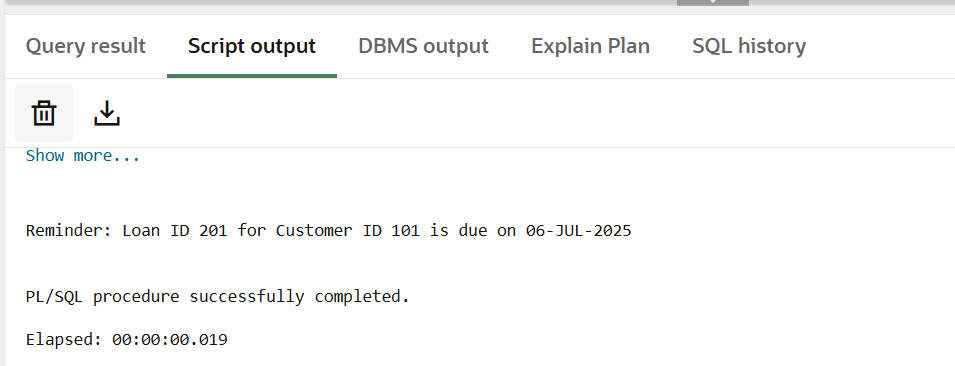 Query result Script output DBMS output Explain Plan SQL history
Show more...
Reminder: Loan ID 201 for Customer ID 101 is due on 06-JUL-2025
PL/SQL procedure successfully completed.
Elapsed: 00:00:00.019